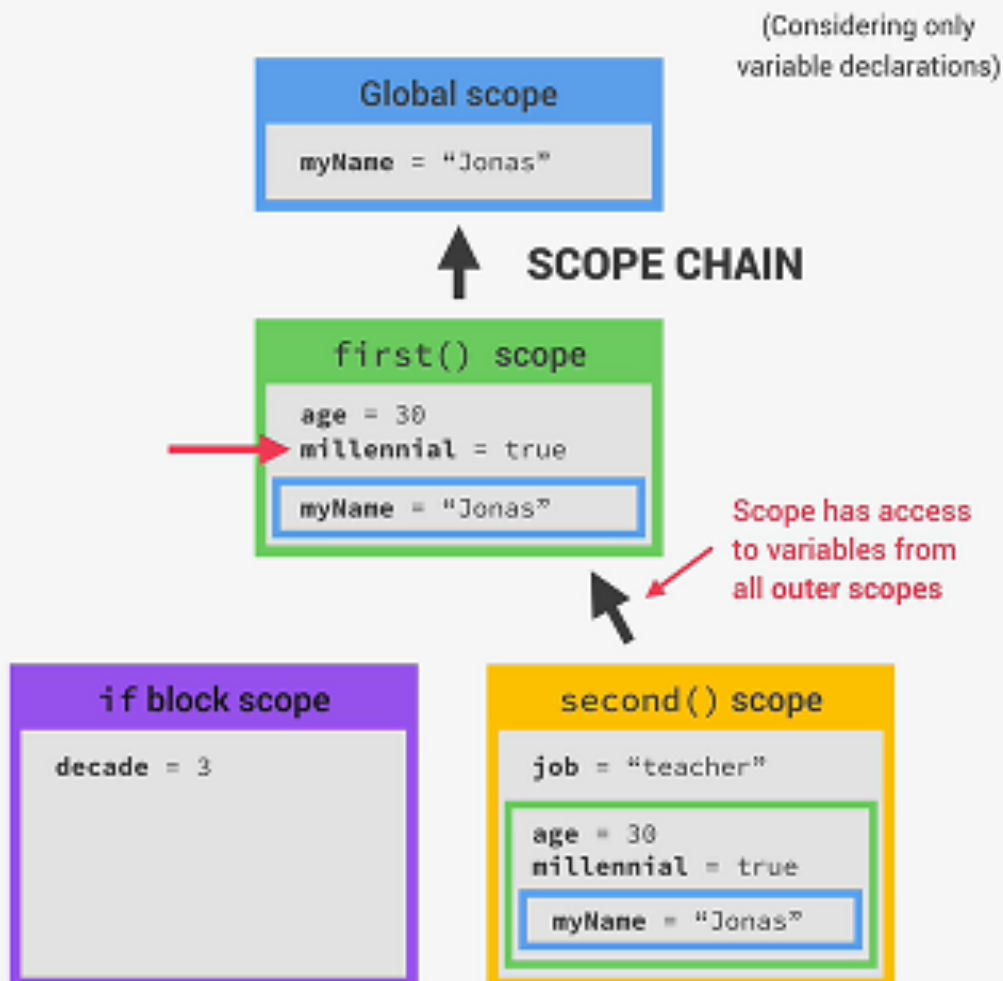 (Considering only
variable declarations)
Global scope
myName = “Jonas”
SCOPE CHAIN
first() scope
age = 30
millennial = true
myName = “Jonas”
Scope has access
to variables from
all outer scopes
if block scope
decade = 3
second() scope
job = “teacher”
age = 30
millennial = true
myName = “Jonas”